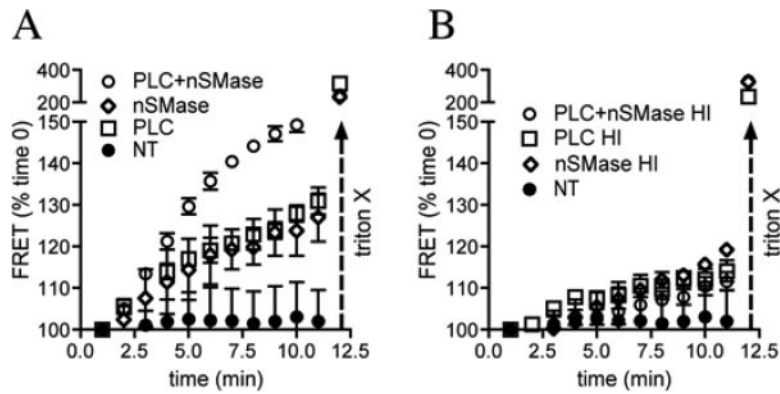 A
FRET (% time 0)
400
200
150
140
130
120
110
100
PLC+nSMase
nSMase
PLC
NT
triton X
0.0 2.5 5.0 7.5 10.0 12.5
time (min)
B
FRET (% time 0)
400
200
150
140
130
120
110
100
PLC+nSMase HI
PLC HI
nSMase HI
NT
triton X
0.0 2.5 5.0 7.5 10.0 12.5
time (min)